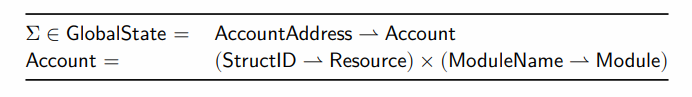 Σ ∈ GlobalState = AccountAddress ⇀ Account
Account = (StructID ⇀ Resource) × (ModuleName ⇀ Module)